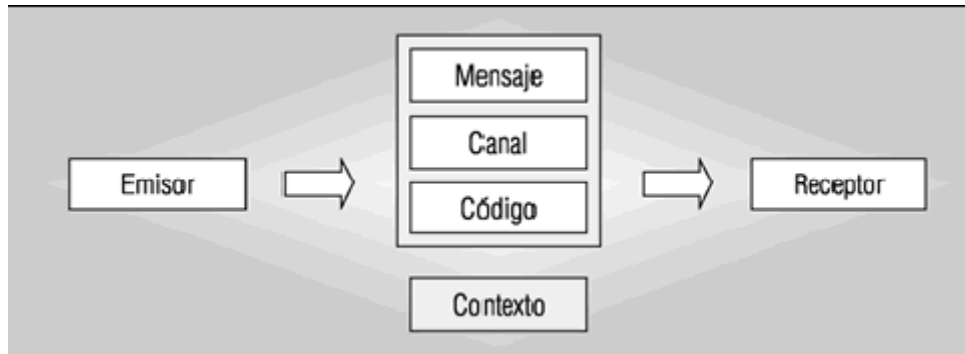 Mensaje
Canal
Emisor
Receptor
Código
Contexto